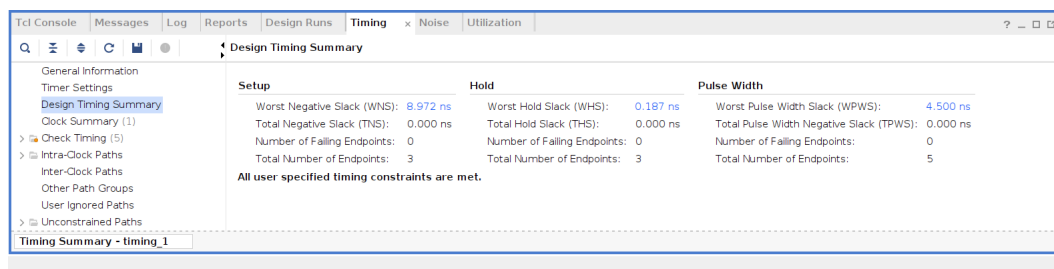 Tcl Console Messages Log Reports Design Runs Timing × Noise Utilization ?
Design Timing Summary
General Information
Timer Settings
Design Timing Summary
Clock Summary (1)
> Check Timing (5)
> Intra-Clock Paths
Inter-Clock Paths
Other Path Groups
User Ignored Paths
> Unconstrained Paths
Setup Hold Pulse Width
Worst Negative Slack (WNS): 8.972 ns Worst Hold Slack (WHS): 0.187 ns Worst Pulse Width Slack (WPWS): 4.500 ns
Total Negative Slack (TNS): 0.000 ns Total Hold Slack (THS): 0.000 ns Total Pulse Width Negative Slack (TPWS): 0.000 ns
Number of Failing Endpoints: 0 Number of Failing Endpoints: 0 Number of Failing Endpoints: 0
Total Number of Endpoints: 3 Total Number of Endpoints: 3 Total Number of Endpoints: 5
All user specified timing constraints are met.
Timing Summary - timing_1